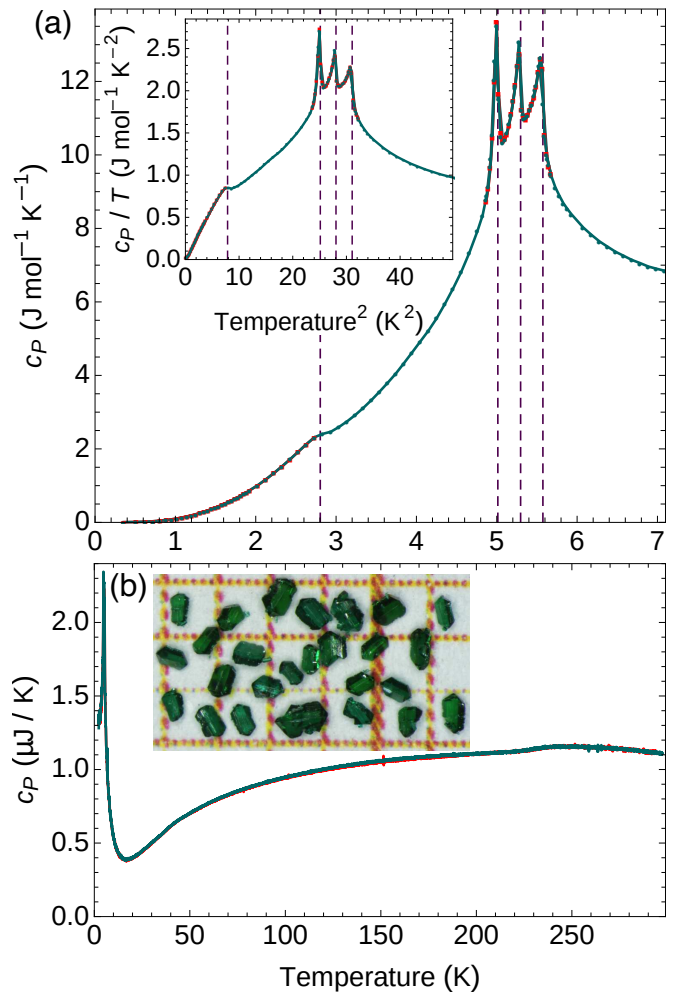 (a)
c_P (J mol⁻¹ K⁻¹)
12
10
8
6
4
2
0
0 1 2 3 4 5 6 7
c_P / T (J mol⁻¹ K⁻²)
2.5
2.0
1.5
1.0
0.5
0.0
0 10 20 30 40
Temperature² (K²)
(b)
c_P (μJ / K)
2.0
1.5
1.0
0.5
0.0
0 50 100 150 200 250
Temperature (K)